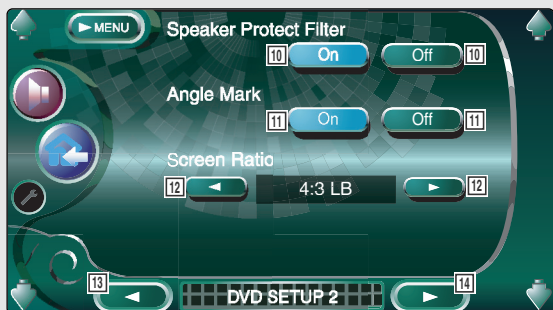 MENU
Speaker Protect Filter
10 On Off 10
Angle Mark
11 On Off 11
Screen Ratio
12 4:3 LB 12
13 14
DVD SETUP 2